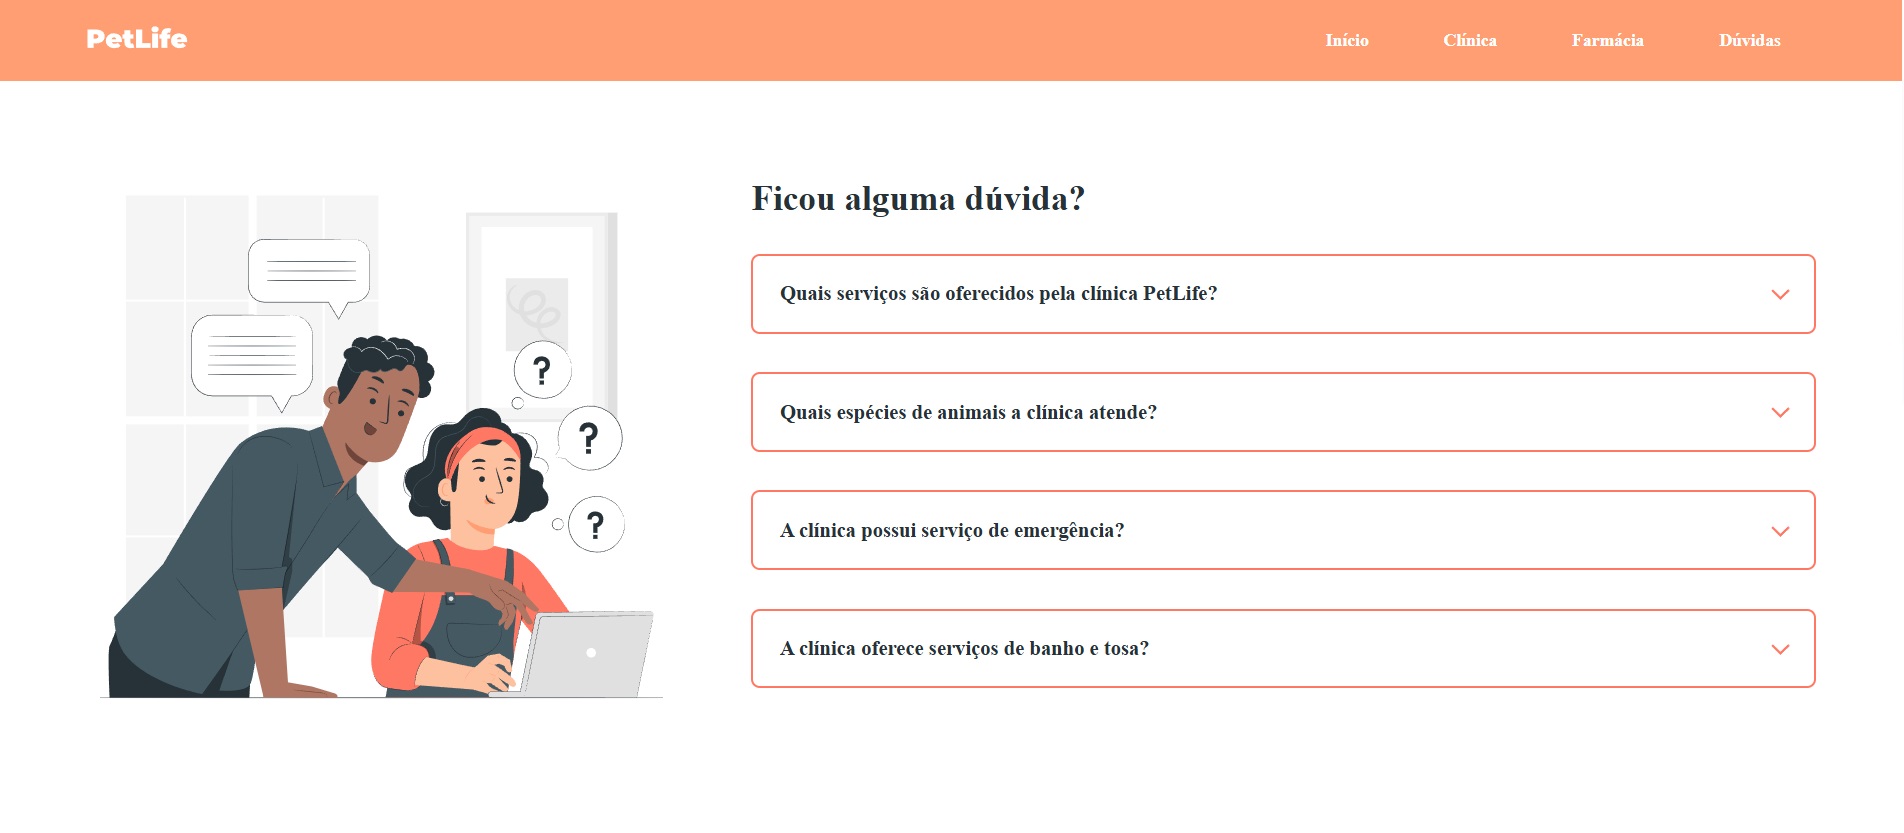 PetLife
Início
Clínica
Farmácia
Dúvidas
Ficou alguma dúvida?
Quais serviços são oferecidos pela clínica PetLife?
Quais espécies de animais a clínica atende?
A clínica possui serviço de emergência?
A clínica oferece serviços de banho e tosa?
?
?
?